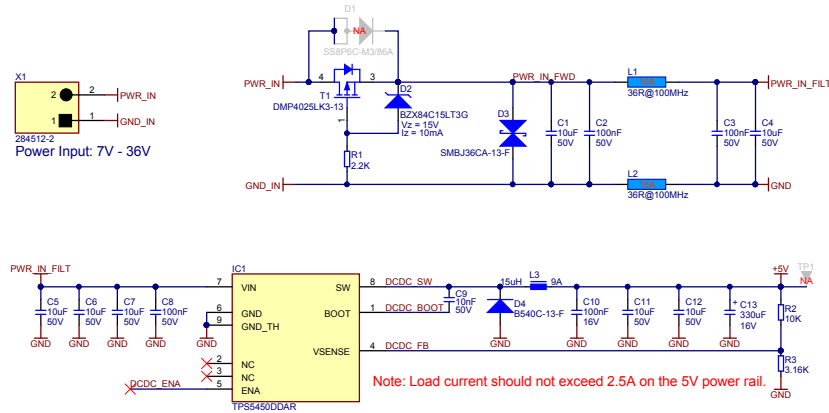 D1
NA
SS8P6C-M3/86A
X1
2
2
PWR_IN
1
1
GND_IN
284512-2
Power Input: 7V - 36V
PWR_IN
4
3
T1
DMP4025LK3-13
1
D2
BZX84C15LT3G
Vz = 15V
Iz = 10mA
R1
2.2K
GND_IN
PWR_IN_FWD
D3
SMBJ36CA-13-F
C1
10uF
50V
C2
100nF
50V
L1
36R@100MHz
C3
100nF
50V
C4
10uF
50V
PWR_IN_FILT
L2
36R@100MHz
GND
PWR_IN_FILT
C5
10uF
50V
C6
10uF
50V
C7
10uF
50V
C8
100nF
50V
GND
GND
GND
GND
GND
IC1
7
VIN
6
GND
9
GND_TH
2
NC
3
NC
5
ENA
DCDC_ENA
SW
8
DCDC_SW
BOOT
1
DCDC_BOOT
VSENSE
4
DCDC_FB
TPS5450DDAR
C9
10nF
50V
15uH
L3
9A
D4
B540C-13-F
GND
C10
100nF
16V
GND
C11
10uF
50V
GND
C12
10uF
50V
GND
+
C13
330uF
16V
GND
+5V
TP1
NA
R2
10K
R3
3.16K
GND
Note: Load current should not exceed 2.5A on the 5V power rail.